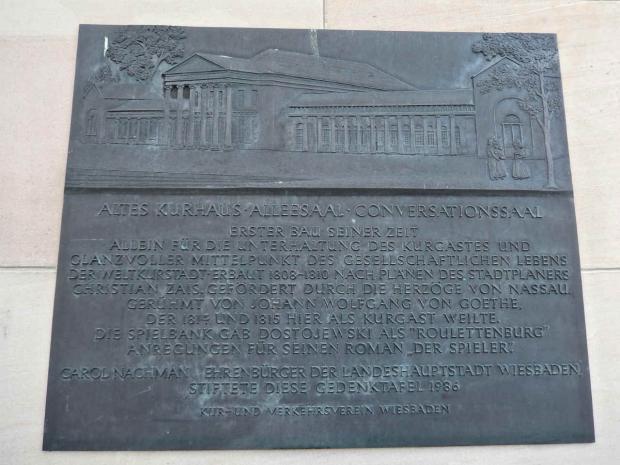 ALTES KURHAUS · ALLEESAAL · CONVERSATIONSSAAL
ERSTER BAU SEINER ZEIT
ALLEIN FÜR DIE UNTERHALTUNG DES KURGASTES UND
GLANZVOLLER MITTELPUNKT DES GESELLSCHAFTLICHEN LEBENS
DER WELTKURSTADT. ERBAUT 1808-1810 NACH PLÄNEN DES STADTPLANERS
CHRISTIAN ZAIS, GEFÖRDERT DURCH DIE HERZÖGE VON NASSAU.
GERÜHMT VON JOHANN WOLFGANG VON GOETHE,
DER 1814 UND 1815 HIER ALS KURGAST WEILTE.
DIE SPIELBANK GAB DOSTOJEWSKI ALS "ROULETTENBURG"
ANREGUNGEN FÜR SEINEN ROMAN „DER SPIELER".
CAROL NACHMAN, EHRENBÜRGER DER LANDESHAUPTSTADT WIESBADEN,
STIFTETE DIESE GEDENKTAFEL 1986
KUR- UND VERKEHRSVEREIN WIESBADEN